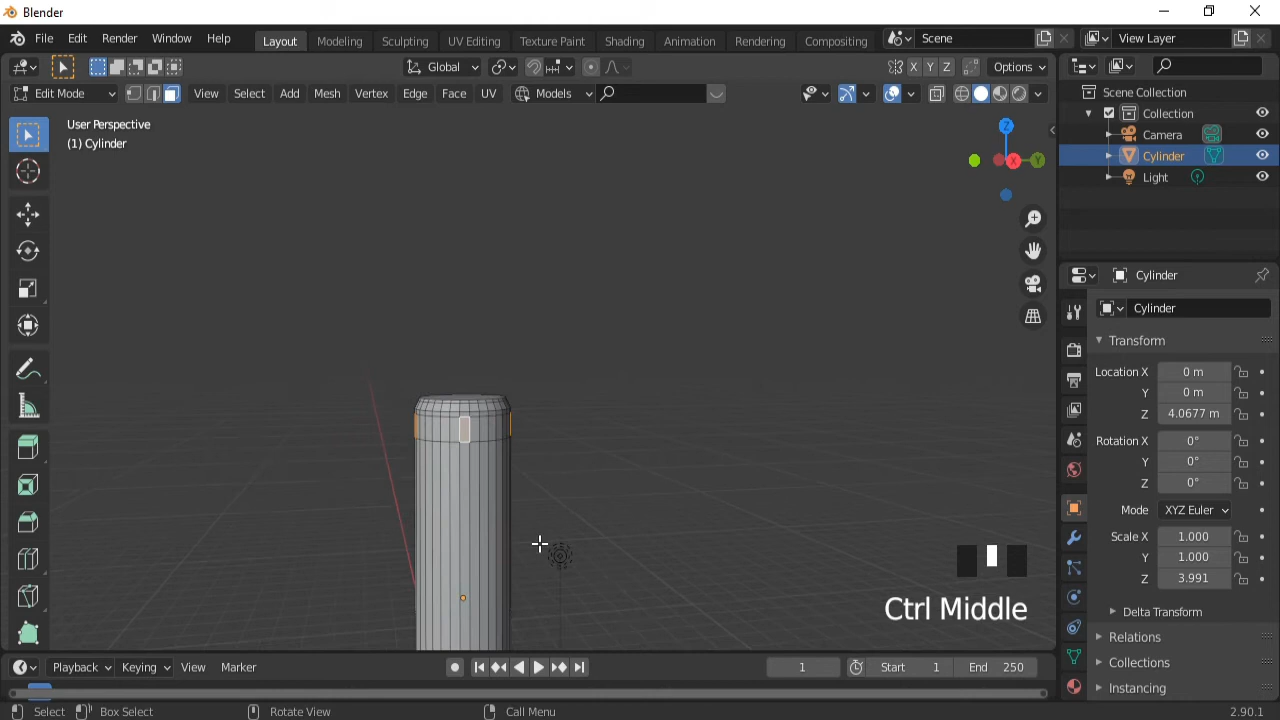 Blender
File Edit Render Window Help Layout Modeling Sculpting UV Editing Texture Paint Shading Animation Rendering Compositing Scene View Layer
Global X Y Z Options
Edit Mode View Select Add Mesh Vertex Edge Face UV Models
User Perspective
(1) Cylinder
Z
X
Y
Scene Collection
Collection
Camera
Cylinder
Light
Cylinder
Cylinder
Transform
Location X 0 m
Y 0 m
Z 4.0677 m
Rotation X 0°
Y 0°
Z 0°
Mode XYZ Euler
Scale X 1.000
Y 1.000
Z 3.991
Delta Transform
Relations
Collections
Instancing
Ctrl Middle
Playback Keying View Marker 1 Start 1 End 250
Select Box Select Rotate View Call Menu 2.90.1